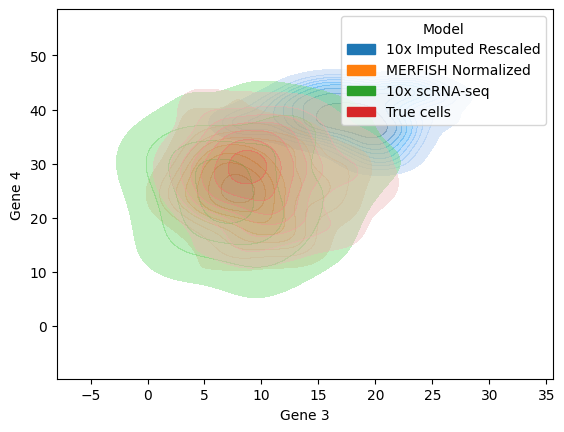 Model
10x Imputed Rescaled
MERFISH Normalized
10x scRNA-seq
True cells
50
40
30
20
10
0
Gene 4
−5
0
5
10
15
20
25
30
35
Gene 3